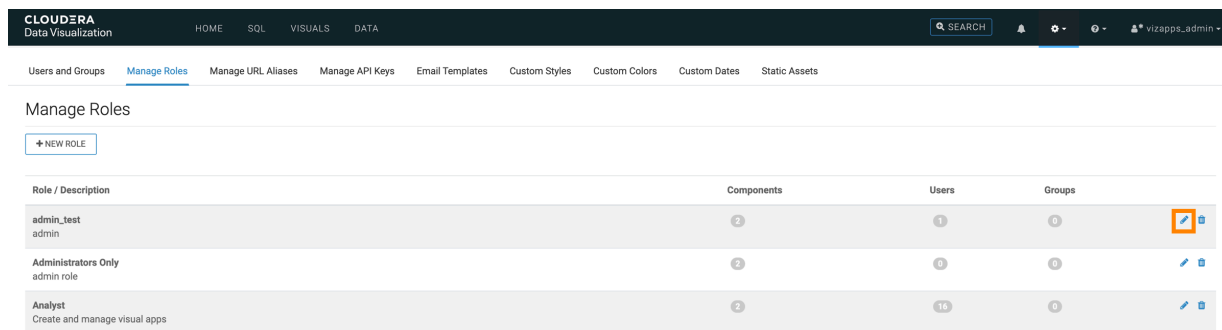 CLOUDERA
Data Visualization
HOME SQL VISUALS DATA
SEARCH
vizapps_admin
Users and Groups Manage Roles Manage URL Aliases Manage API Keys Email Templates Custom Styles Custom Colors Custom Dates Static Assets
Manage Roles
+ NEW ROLE
Role / Description Components Users Groups
admin_test 2 1 0
admin
Administrators Only 2 0 0
admin role
Analyst 2 16 0
Create and manage visual apps